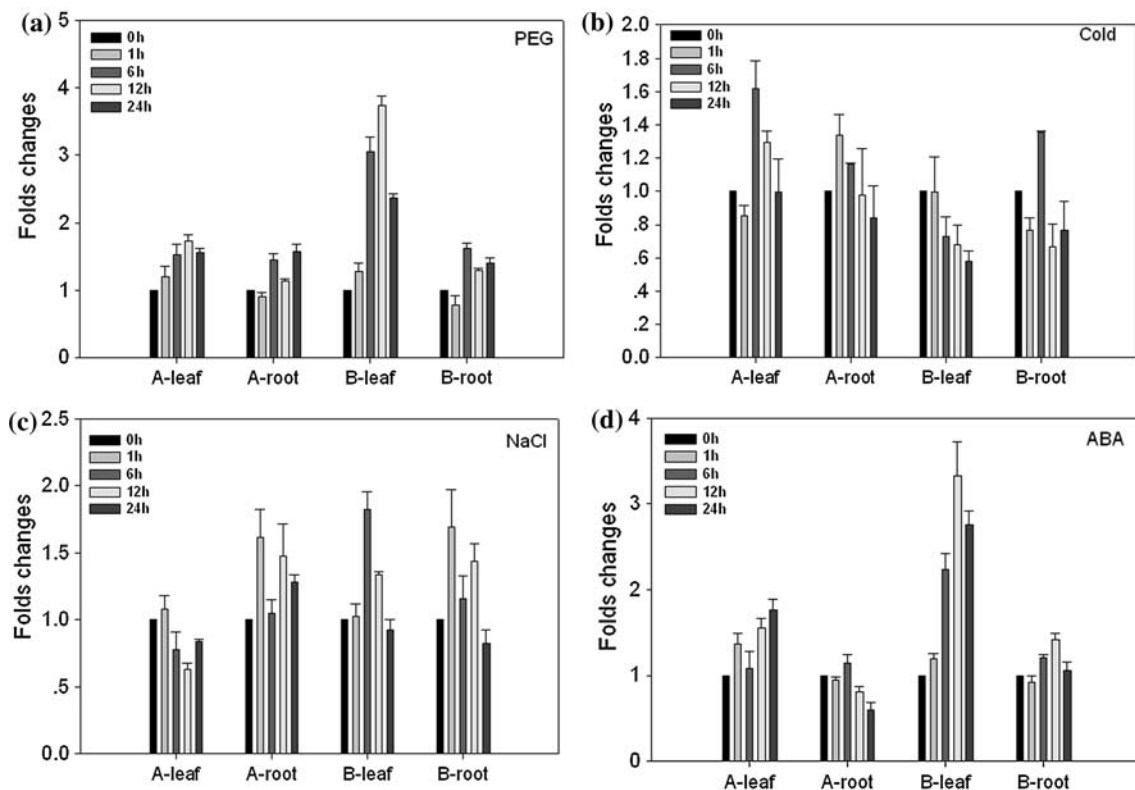 (a)
PEG
0h
1h
6h
12h
24h
Folds changes
5
4
3
2
1
0
A-leaf A-root B-leaf B-root
(b)
Cold
0h
1h
6h
12h
24h
Folds changes
2.0
1.8
1.6
1.4
1.2
1.0
.8
.6
.4
.2
0.0
A-leaf A-root B-leaf B-root
(c)
NaCl
0h
1h
6h
12h
24h
Folds changes
2.5
2.0
1.5
1.0
.5
0.0
A-leaf A-root B-leaf B-root
(d)
ABA
0h
1h
6h
12h
24h
Folds changes
4
3
2
1
0
A-leaf A-root B-leaf B-root